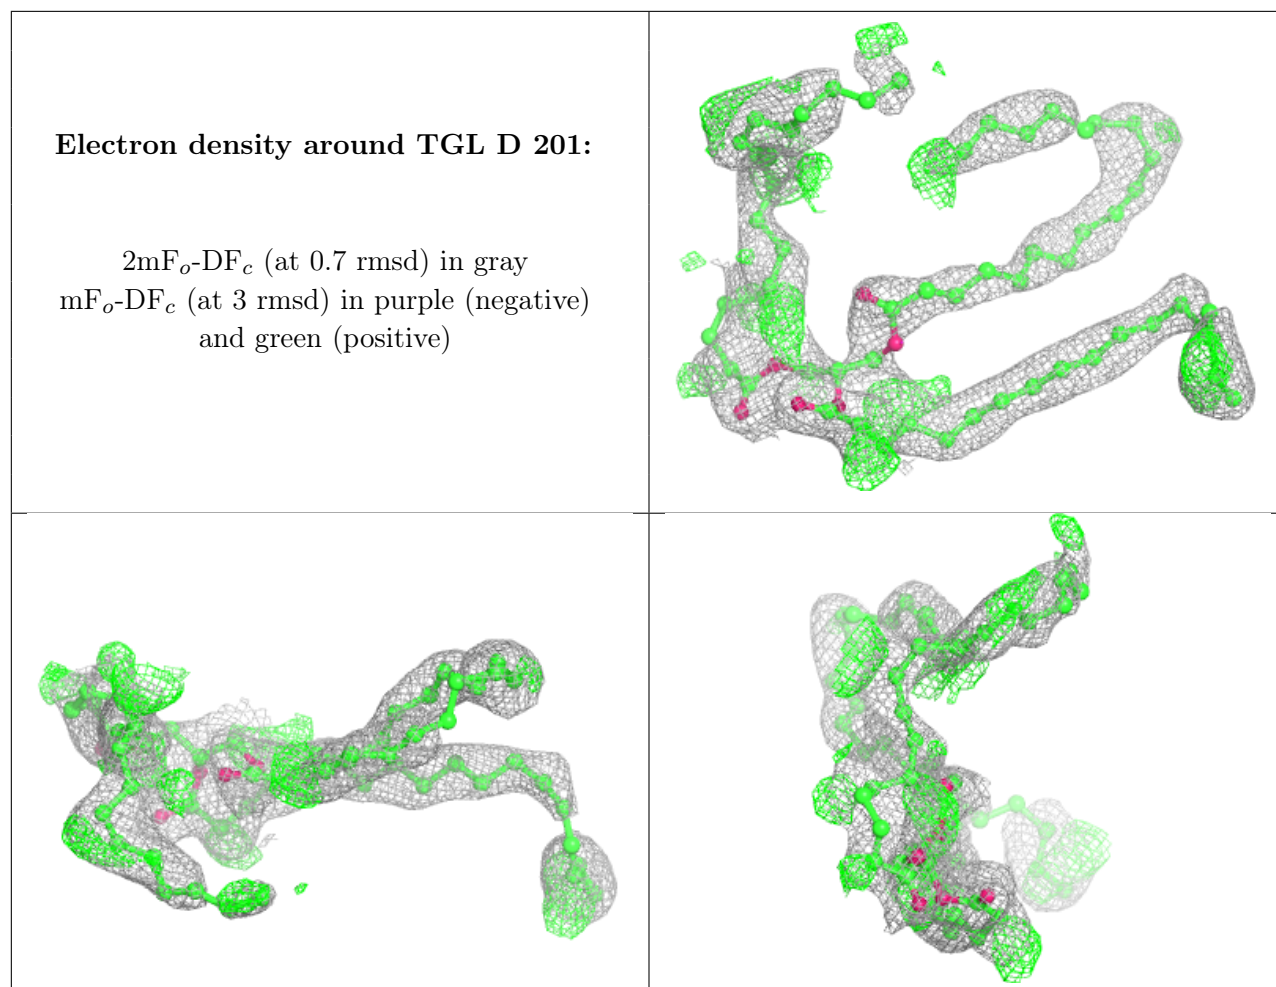 Electron density around TGL D 201:
2mFo-DFc (at 0.7 rmsd) in gray
mFo-DFc (at 3 rmsd) in purple (negative)
and green (positive)